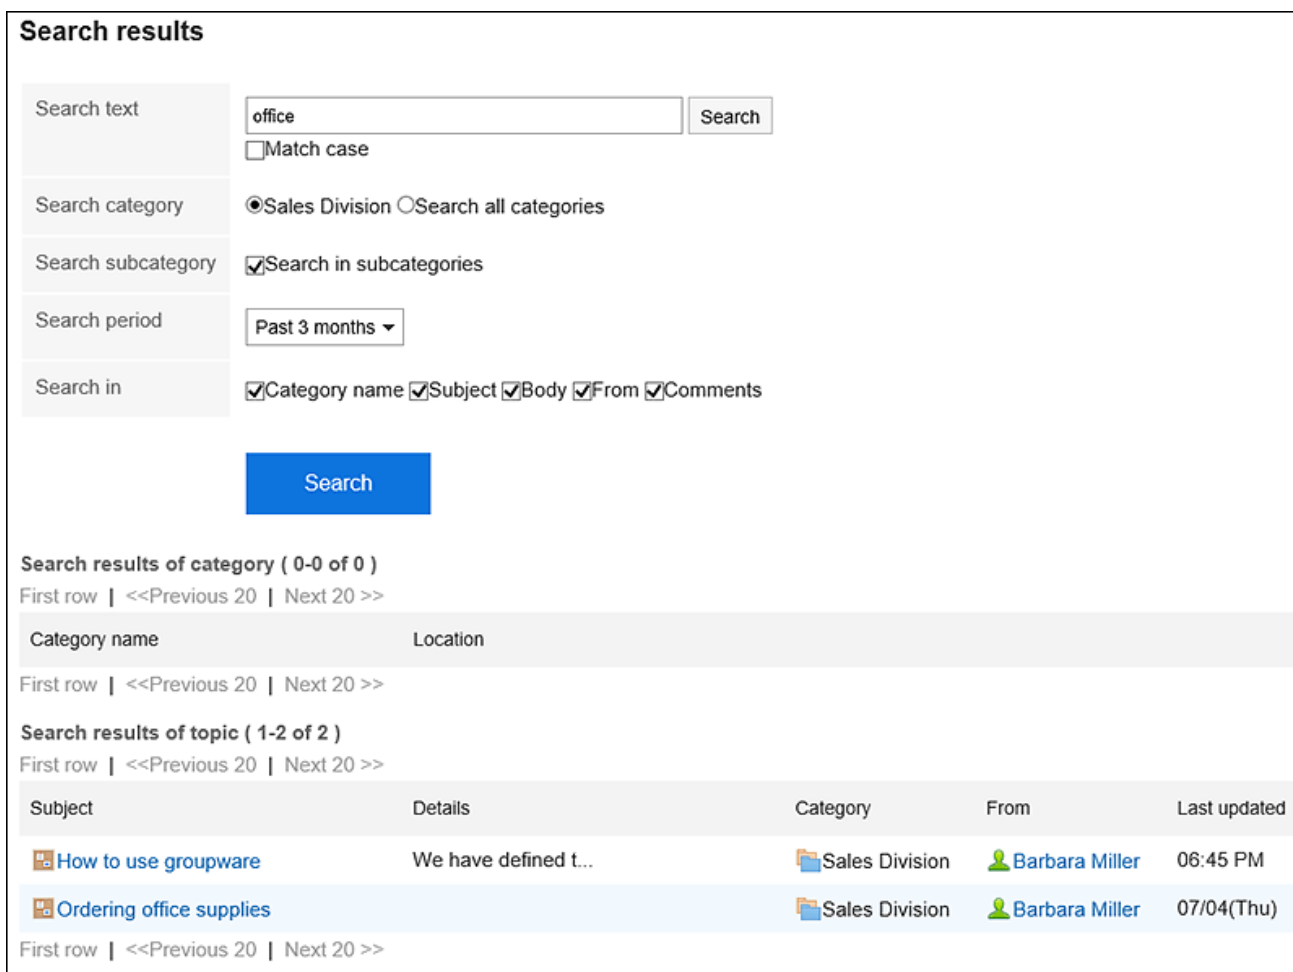 Search results
Search text
office
Search
Match case
Search category
Sales Division Search all categories
Search subcategory
Search in subcategories
Search period
Past 3 months
Search in
Category name Subject Body From Comments
Search
Search results of category ( 0-0 of 0 )
First row | <<Previous 20 | Next 20 >>
Category name Location
First row | <<Previous 20 | Next 20 >>
Search results of topic ( 1-2 of 2 )
First row | <<Previous 20 | Next 20 >>
Subject Details Category From Last updated
How to use groupware We have defined t... Sales Division Barbara Miller 06:45 PM
Ordering office supplies Sales Division Barbara Miller 07/04(Thu)
First row | <<Previous 20 | Next 20 >>